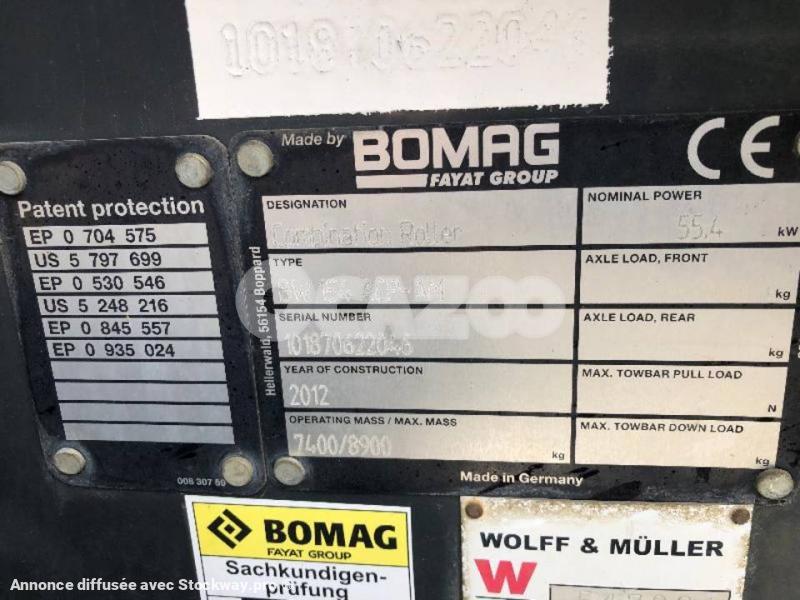 Made by BOMAG
FAYAT GROUP
CE
Patent protection
EP 0 704 575
US 5 797 699
EP 0 530 546
US 5 248 216
EP 0 845 557
EP 0 935 024
008 307 59
Hellerwald, 56154 Boppard
DESIGNATION
Combination Roller
NOMINAL POWER
55,4 kW
TYPE
AXLE LOAD, FRONT
kg
SERIAL NUMBER
101870622046
AXLE LOAD, REAR
kg
YEAR OF CONSTRUCTION
2012
MAX. TOWBAR PULL LOAD
N
OPERATING MASS / MAX. MASS
7400/8900 kg
MAX. TOWBAR DOWN LOAD
kg
Made in Germany
GAZOO
BOMAG
FAYAT GROUP
Sachkundigen-
prüfung
WOLFF & MÜLLER
W
Annonce diffusée avec Stockway.pro